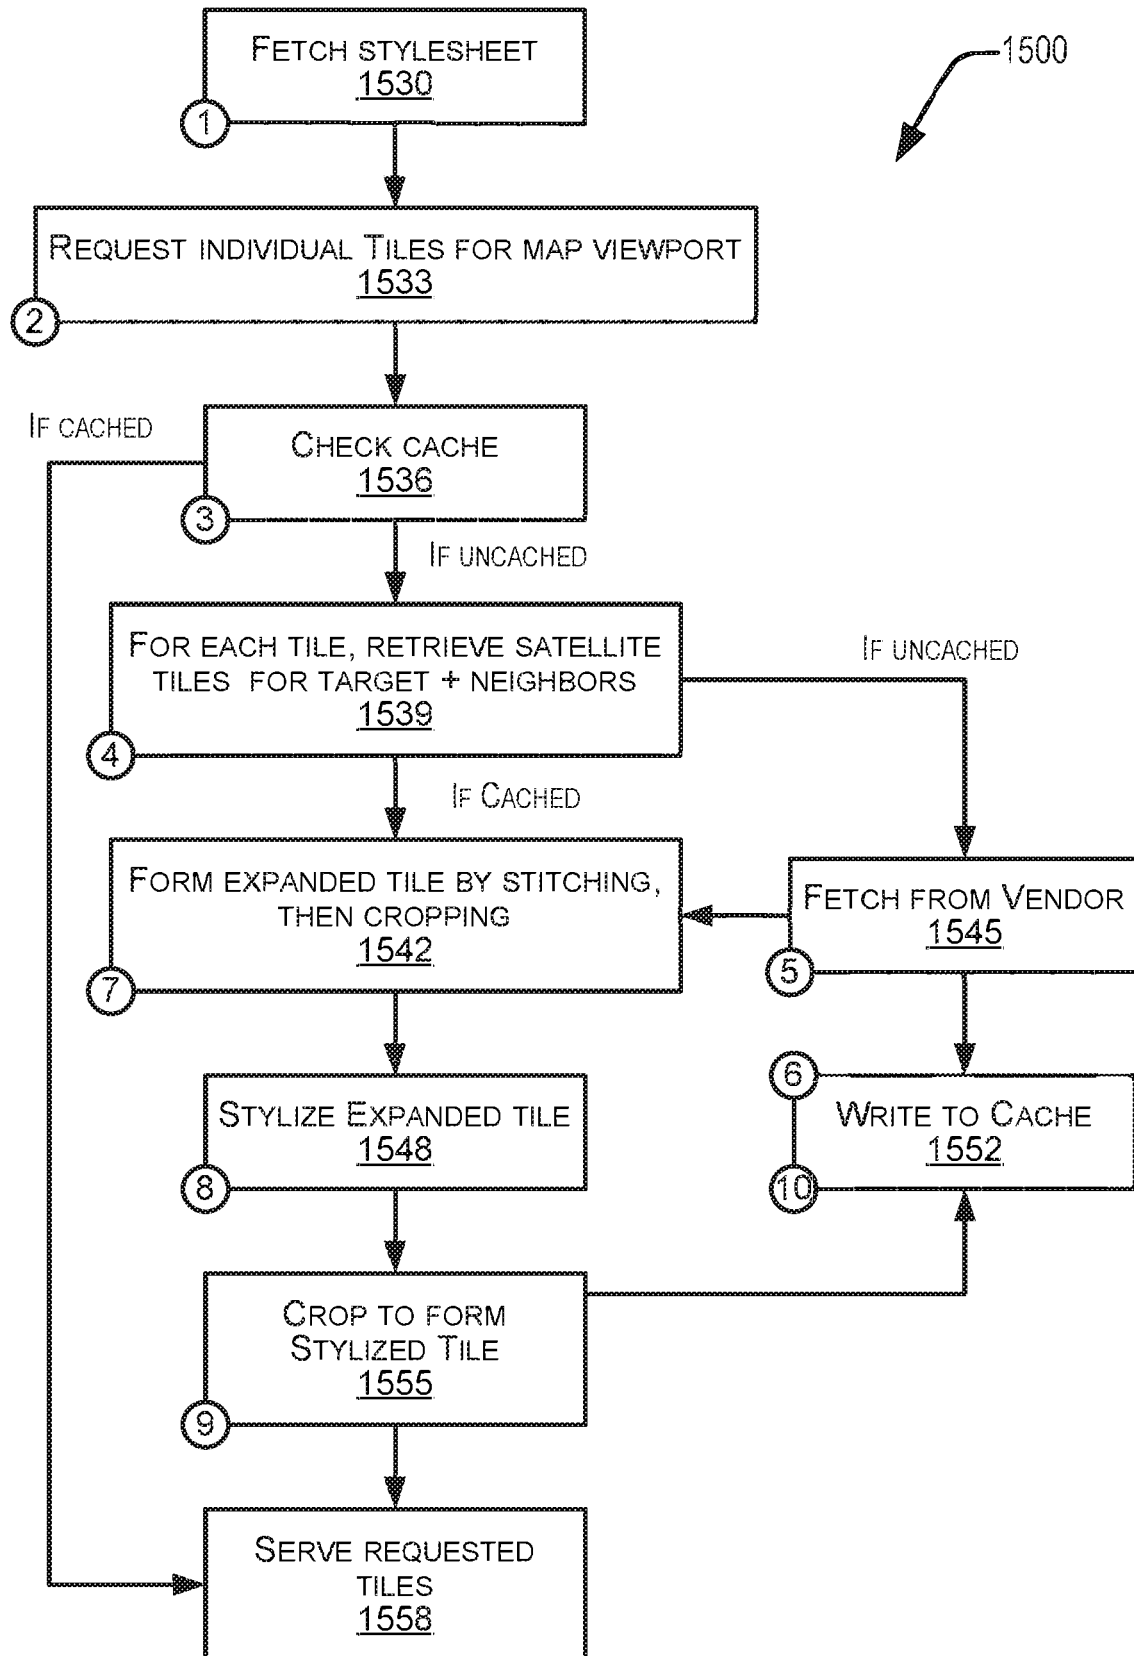 FETCH STYLESHEET
1530
1
1500
REQUEST INDIVIDUAL TILES FOR MAP VIEWPORT
1533
2
IF CACHED
CHECK CACHE
1536
3
IF UNCACHED
FOR EACH TILE, RETRIEVE SATELLITE
TILES FOR TARGET + NEIGHBORS
1539
4
IF UNCACHED
IF CACHED
FORM EXPANDED TILE BY STITCHING,
THEN CROPPING
1542
7
FETCH FROM VENDOR
1545
5
STYLIZE EXPANDED TILE
1548
8
6
WRITE TO CACHE
1552
10
CROP TO FORM
STYLIZED TILE
1555
9
SERVE REQUESTED
TILES
1558